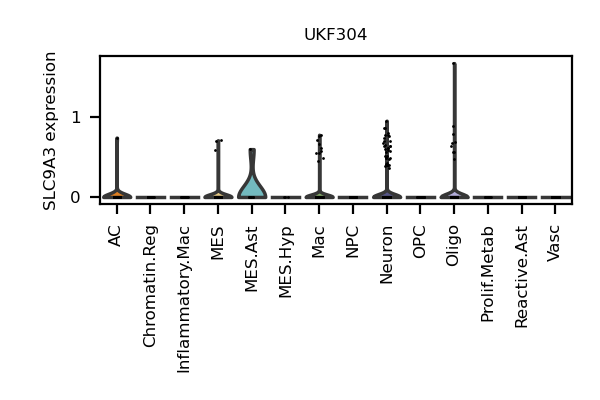 UKF304
SLC9A3 expression
1
0
AC
Chromatin.Reg
Inflammatory.Mac
MES
MES.Ast
MES.Hyp
Mac
NPC
Neuron
OPC
Oligo
Prolif.Metab
Reactive.Ast
Vasc